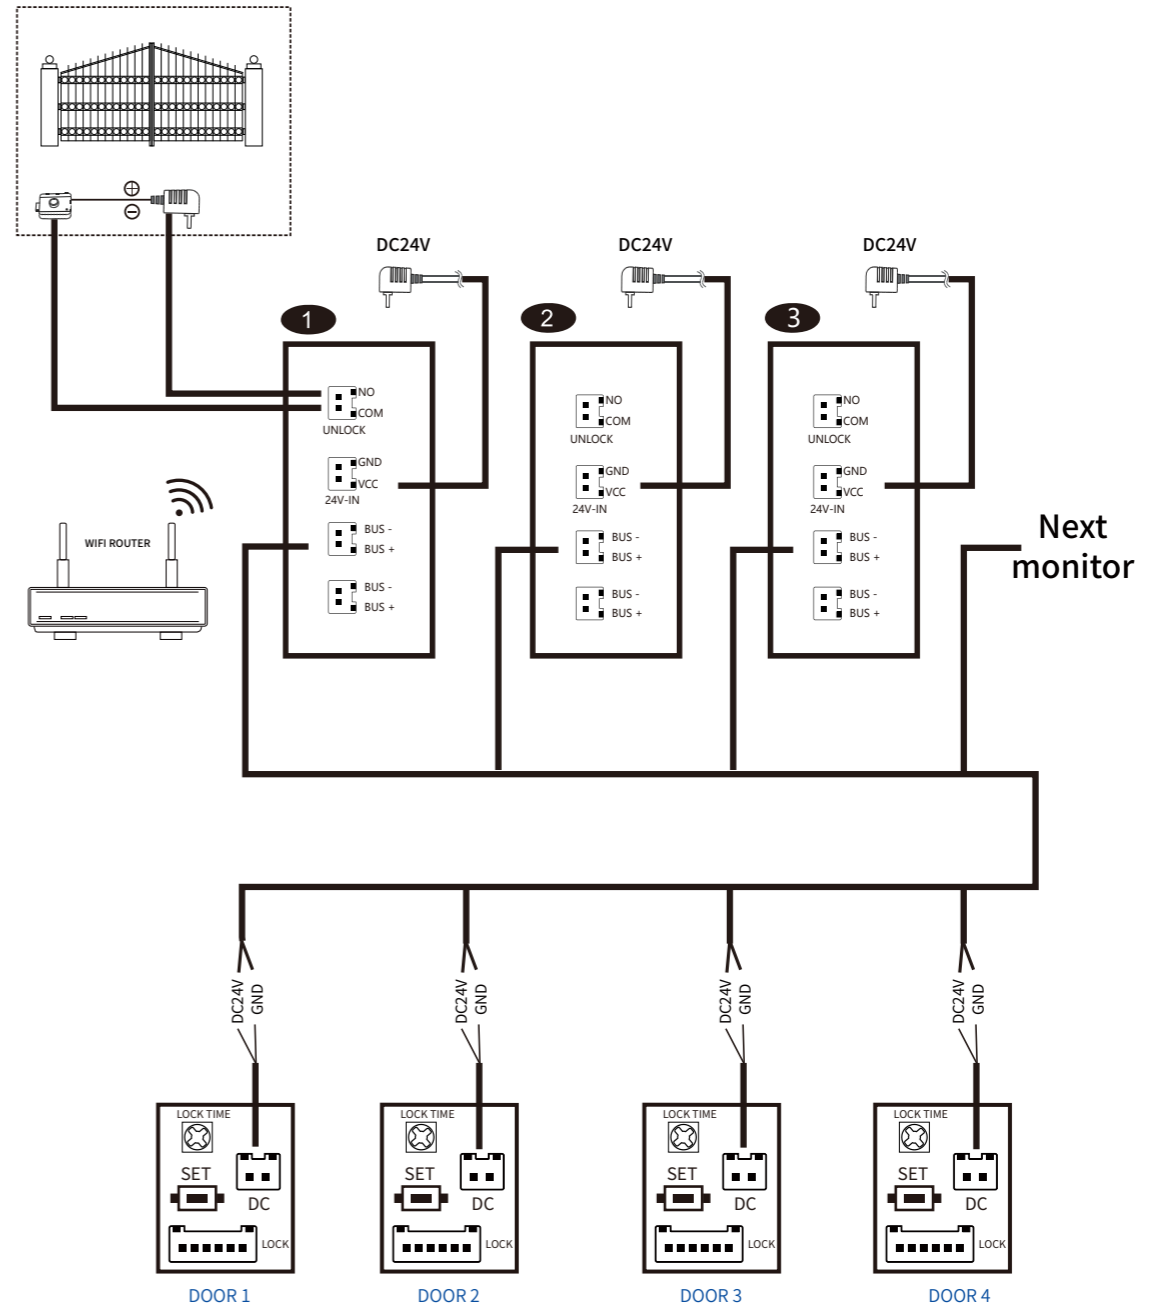 DC24V
DC24V
DC24V
1
2
3
NO
COM
UNLOCK
GND
VCC
24V-IN
BUS -
BUS +
BUS -
BUS +
NO
COM
UNLOCK
GND
VCC
24V-IN
BUS -
BUS +
BUS -
BUS +
NO
COM
UNLOCK
GND
VCC
24V-IN
BUS -
BUS +
BUS -
BUS +
WIFI ROUTER
Next
monitor
DC24V
GND
DC24V
GND
DC24V
GND
DC24V
GND
LOCK TIME
SET
DC
LOCK
DOOR 1
LOCK TIME
SET
DC
LOCK
DOOR 2
LOCK TIME
SET
DC
LOCK
DOOR 3
LOCK TIME
SET
DC
LOCK
DOOR 4